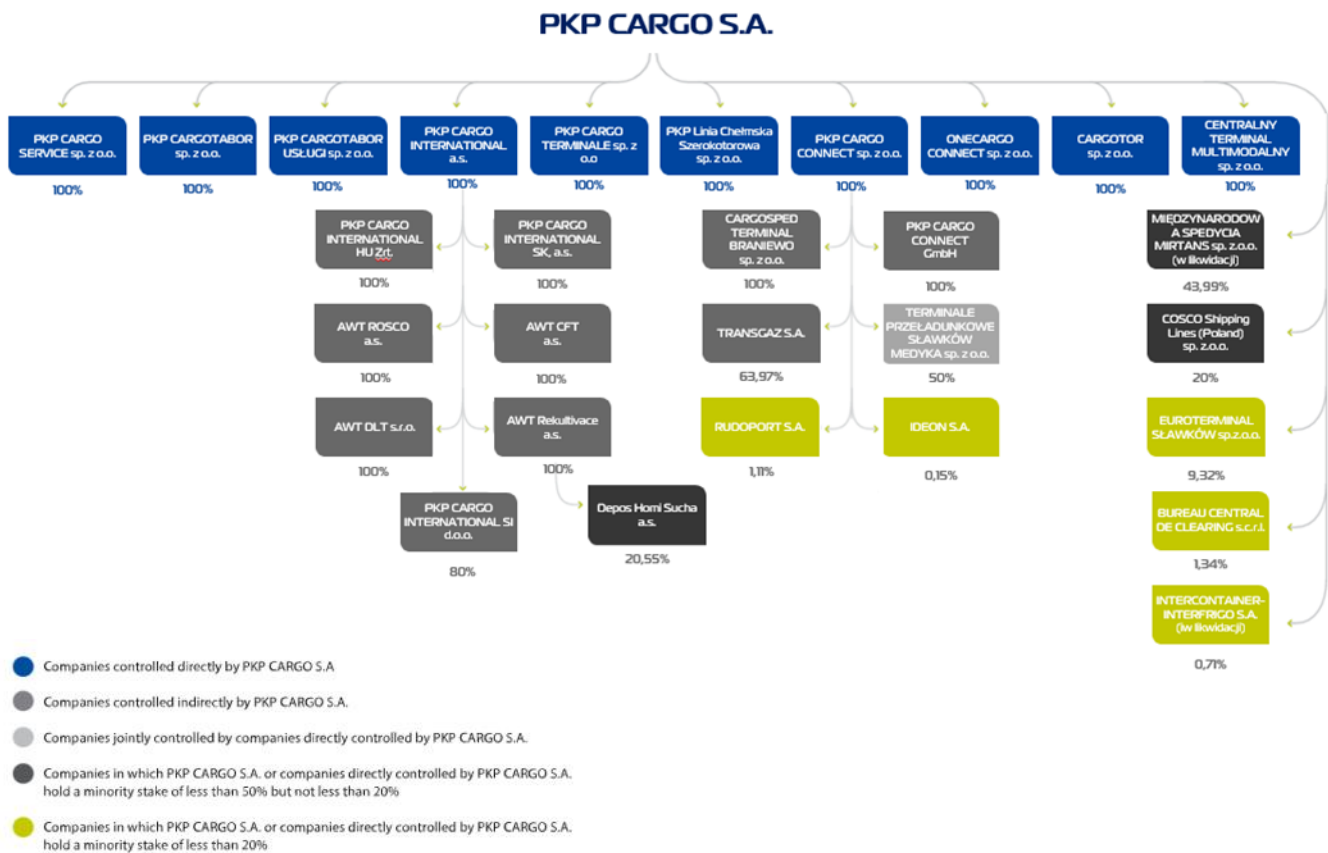 PKP CARGO S.A.
PKP CARGO
SERVICE sp. z o.o.
100%
PKP CARGOTABOR
sp. z o.o.
100%
PKP CARGOTABOR
USŁUGI sp. z o.o.
100%
PKP CARGO
INTERNATIONAL
a.s.
100%
PKP CARGO
TERMINALE sp. z
o.o
100%
PKP Linia Chełmska
Szerokotorowa
sp. z o.o.
100%
PKP CARGO
CONNECT sp. z o.o.
100%
ONECARGO
CONNECT sp. z o.o.
100%
CARGOTOR
sp. z o.o.
100%
CENTRALNY
TERMINAL
MULTIMODALNY
sp. z o.o.
100%
PKP CARGO
INTERNATIONAL
HU Zrt.
100%
PKP CARGO
INTERNATIONAL
SK, a.s.
100%
CARGOSPED
TERMINAL
BRANIEWO
sp. z o.o.
100%
PKP CARGO
CONNECT
GmbH
100%
MIĘDZYNARODOW
A SPEDYCJA
MIRTANS sp. z.o.o.
(w likwidacji)
43,99%
AWT ROSCO
a.s.
100%
AWT CFT
a.s.
100%
TRANSGAZ S.A.
63,97%
TERMINALE
PRZEŁADUNKOWE
SŁAWKÓW
MEDYKA sp. z o.o.
50%
COSCO Shipping
Lines (Poland)
sp. z.o.o.
20%
AWT DLT s.r.o.
100%
AWT Rekultivace
a.s.
100%
RUDOPORT S.A.
1,11%
IDEON S.A.
0,15%
EUROTERMINAL
SŁAWKÓW sp.z.o.o.
9,32%
PKP CARGO
INTERNATIONAL SI
d.o.o.
80%
Depos Horni Sucha
a.s.
20,55%
BUREAU CENTRAL
DE CLEARING s.c.r.l.
1,34%
INTERCONTAINER-
INTERFRIGO S.A.
(iw likwidacji)
0,71%
Companies controlled directly by PKP CARGO S.A
Companies controlled indirectly by PKP CARGO S.A.
Companies jointly controlled by companies directly controlled by PKP CARGO S.A.
Companies in which PKP CARGO S.A. or companies directly controlled by PKP CARGO S.A.
hold a minority stake of less than 50% but not less than 20%
Companies in which PKP CARGO S.A. or companies directly controlled by PKP CARGO S.A.
hold a minority stake of less than 20%